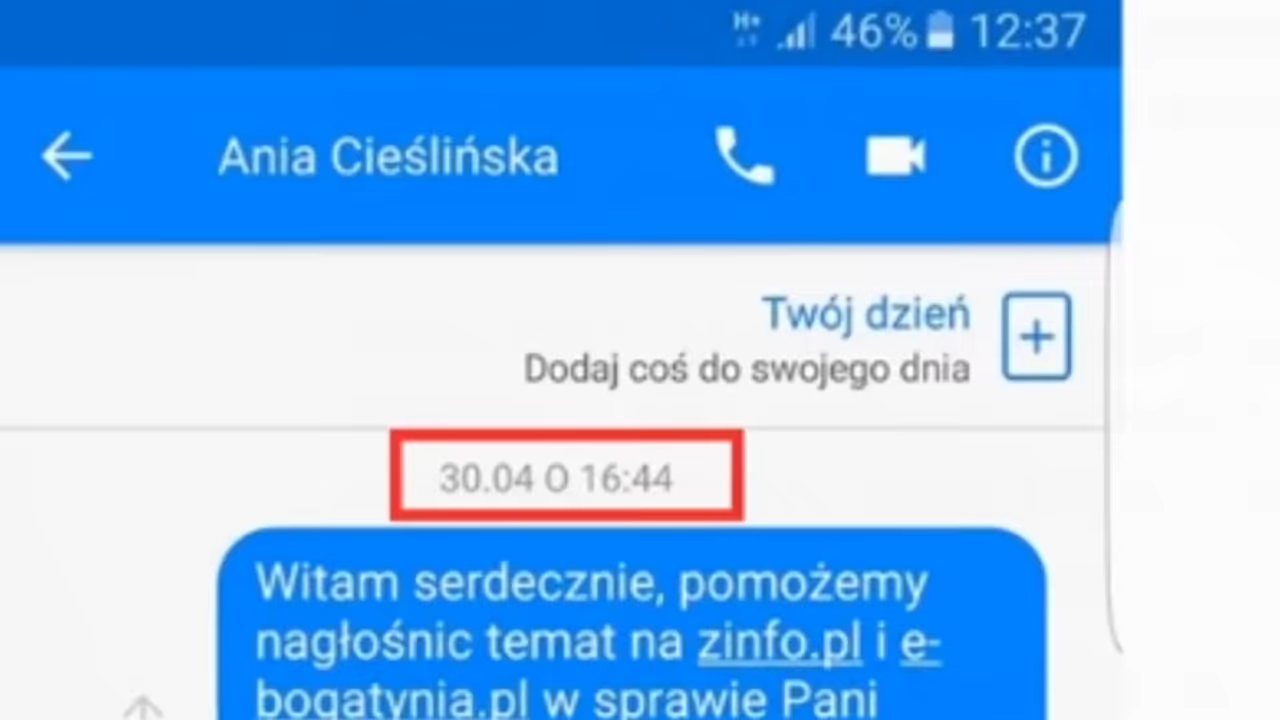 H+ 46% 12:37
Ania Cieślińska
Twój dzień
Dodaj coś do swojego dnia
30.04 O 16:44
Witam serdecznie, pomożemy
nagłośnic temat na zinfo.pl i e-
bogatynia.pl w sprawie Pani